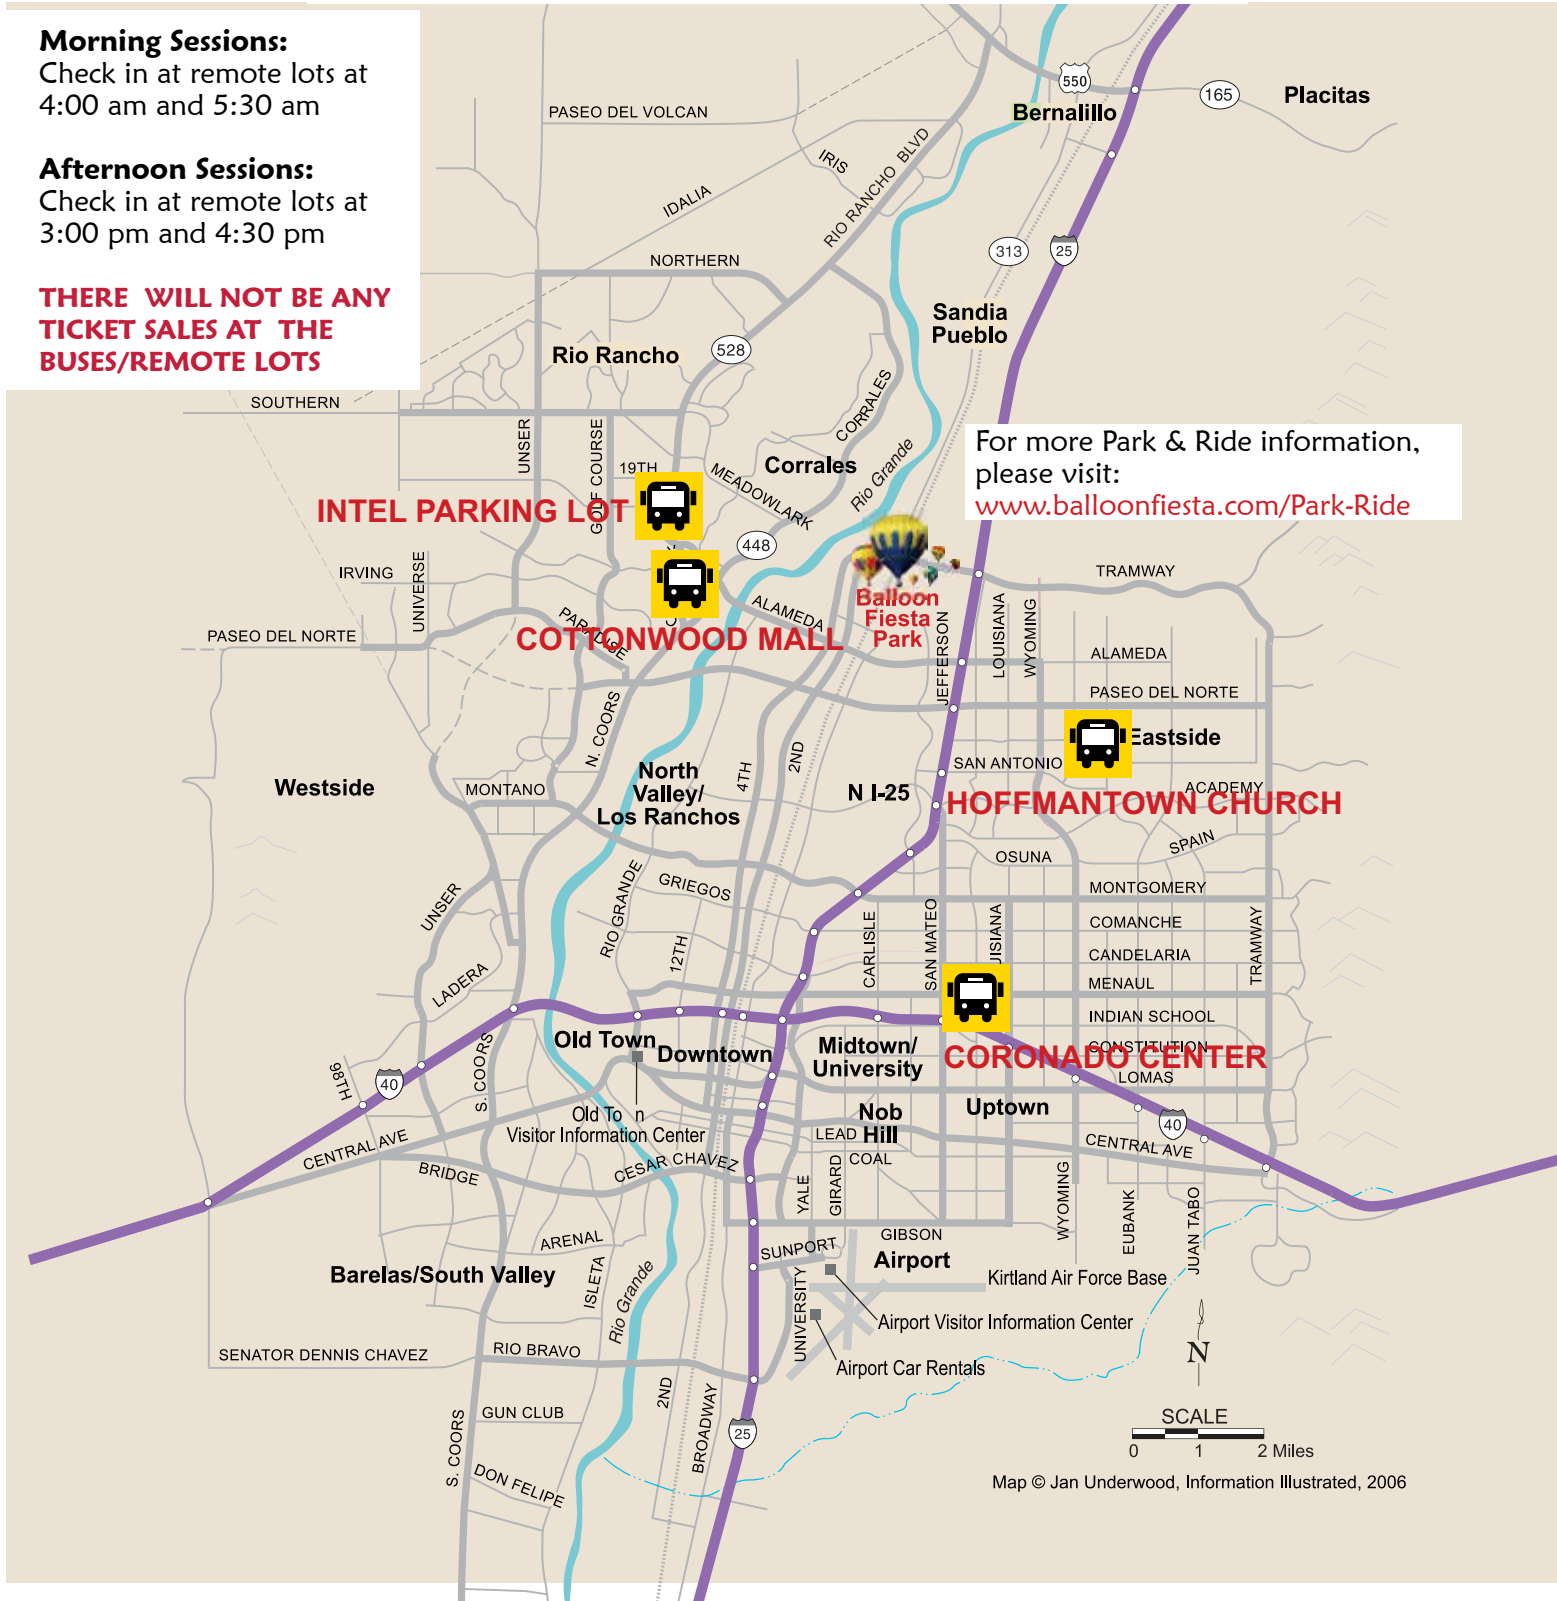 Morning Sessions:
Check in at remote lots at
4:00 am and 5:30 am
Afternoon Sessions:
Check in at remote lots at
3:00 pm and 4:30 pm
THERE WILL NOT BE ANY
TICKET SALES AT THE
BUSES/REMOTE LOTS
550
165
Placitas
Bernalillo
PASEO DEL VOLCAN
IRIS
RIO RANCHO BLVD
IDALIA
313
25
NORTHERN
Sandia
Pueblo
Rio Rancho
528
SOUTHERN
UNSER
GOLF COURSE
19TH
CORRALES
MEADOWLARK
Corrales
Rio Grande
For more Park & Ride information,
please visit:
www.balloonfiesta.com/Park-Ride
INTEL PARKING LOT
448
IRVING
UNIVERSE
TRAMWAY
Balloon
Fiesta
Park
ALAMEDA
PARADISE
COTTONWOOD MALL
PASEO DEL NORTE
JEFFERSON
LOUISIANA
WYOMING
ALAMEDA
PASEO DEL NORTE
N. COORS
4TH
2ND
Eastside
SAN ANTONIO
ACADEMY
HOFFMANTOWN CHURCH
Westside
MONTANO
North
Valley/
Los Ranchos
N I-25
SPAIN
OSUNA
MONTGOMERY
UNSER
RIO GRANDE
GRIEGOS
12TH
CARLISLE
SAN MATEO
UISIANA
COMANCHE
CANDELARIA
MENAUL
TRAMWAY
LADERA
INDIAN SCHOOL
CONSTITUTION
CORONADO CENTER
LOMAS
Old Town
Downtown
Midtown/
University
S. COORS
98TH
40
Old To n
Visitor Information Center
Nob
Hill
Uptown
40
LEAD
COAL
CENTRAL AVE
CENTRAL AVE
BRIDGE
CESAR CHAVEZ
YALE
GIRARD
WYOMING
EUBANK
JUAN TABO
ARENAL
ISLETA
Rio Grande
SUNPORT
GIBSON
Airport
Barelas/South Valley
UNIVERSITY
Kirtland Air Force Base
Airport Visitor Information Center
Airport Car Rentals
SENATOR DENNIS CHAVEZ
RIO BRAVO
N
2ND
BROADWAY
S. COORS
GUN CLUB
DON FELIPE
25
SCALE
0 1 2 Miles
Map © Jan Underwood, Information Illustrated, 2006